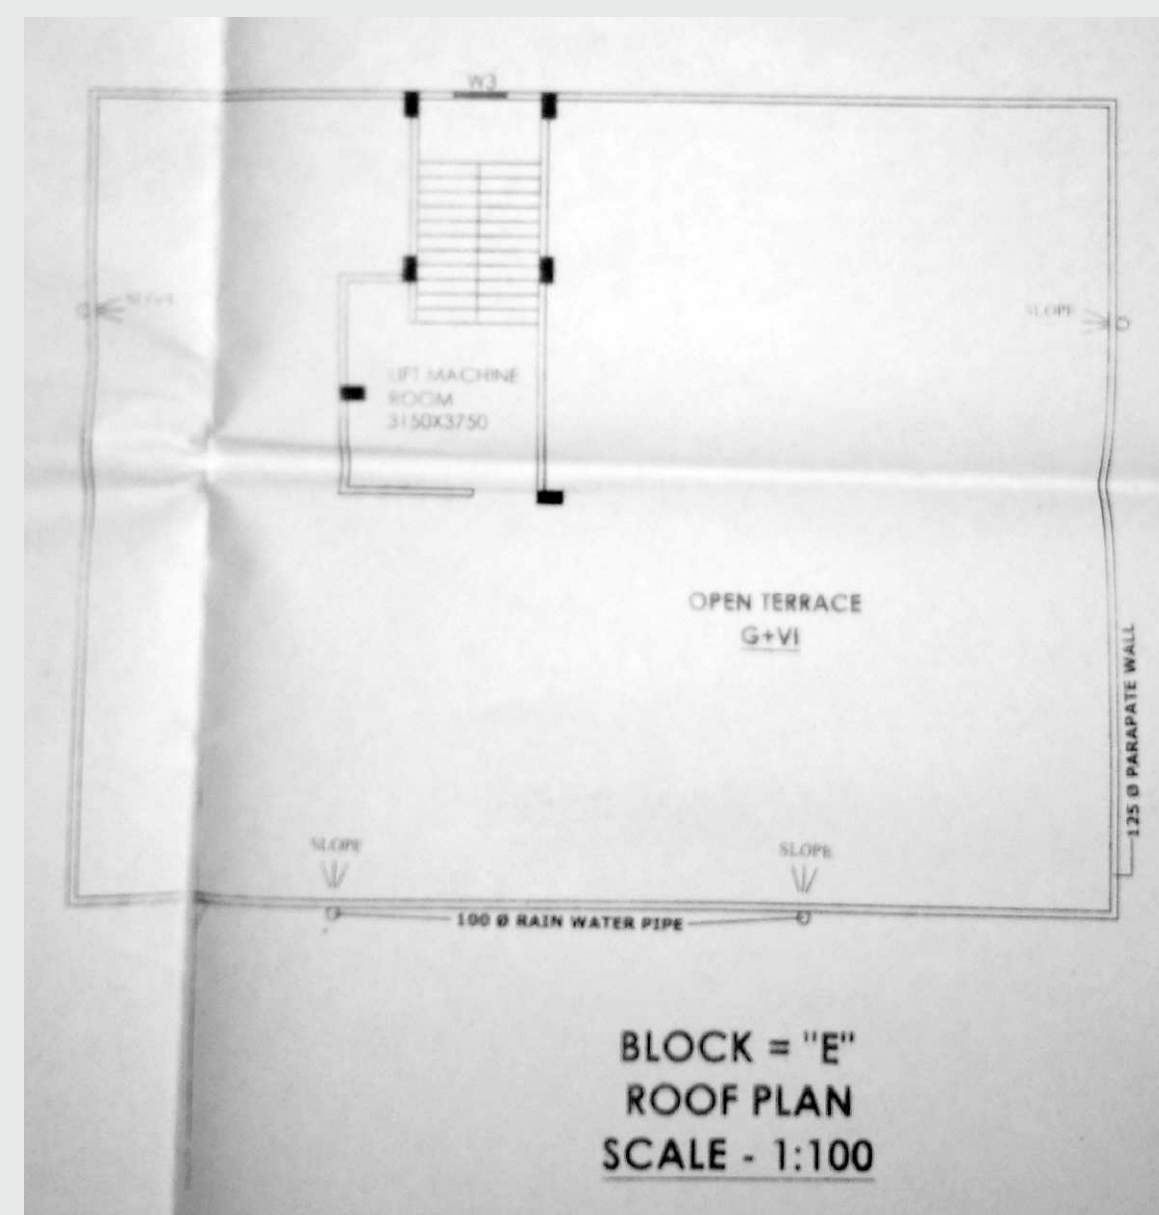 W3
SLOPE
SLOPE
LIFT MACHINE
ROOM
3150X3750
OPEN TERRACE
G+VI
125 Ø PARAPATE WALL
SLOPE
SLOPE
100 Ø RAIN WATER PIPE
BLOCK = "E"
ROOF PLAN
SCALE - 1:100